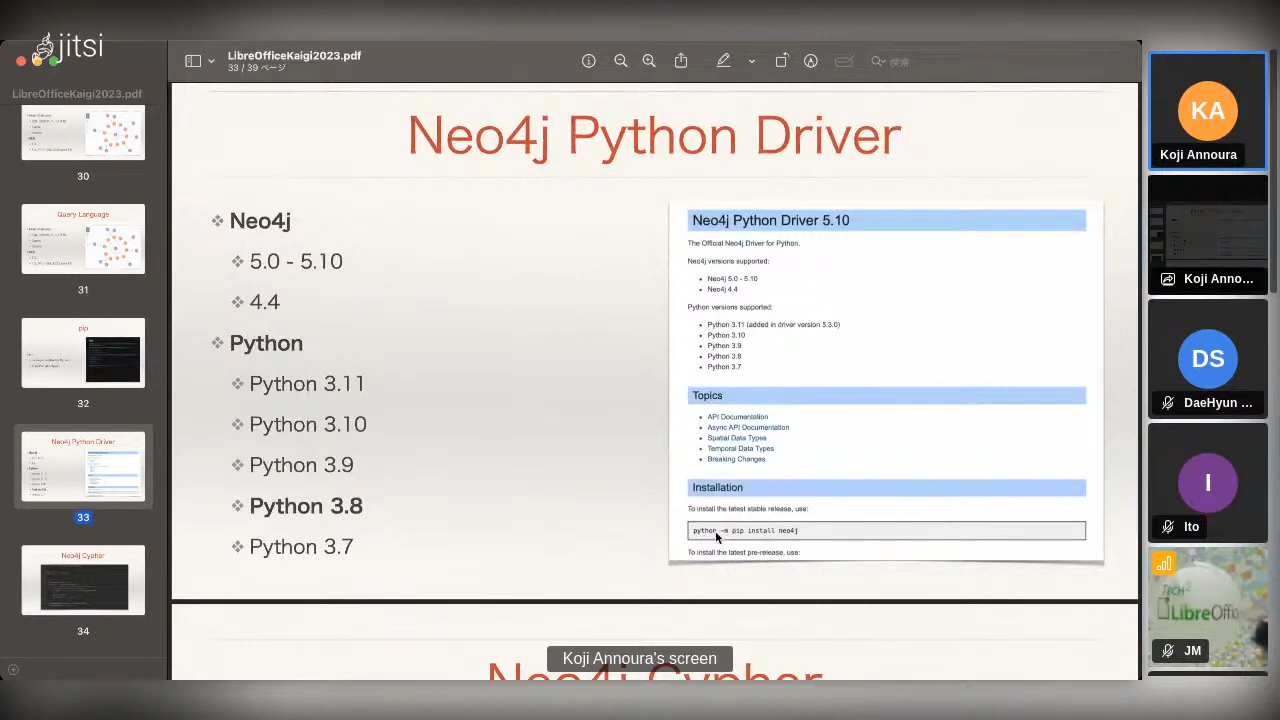 jitsi
LibreOfficeKaigi2023.pdf
33 / 39 ページ
検索
LibreOfficeKaigi2023.pdf
30
Query Language
31
pip
32
Neo4j Python Driver
33
Neo4j Cypher
34
Neo4j Python Driver
Neo4j
5.0 - 5.10
4.4
Python
Python 3.11
Python 3.10
Python 3.9
Python 3.8
Python 3.7
Neo4j Python Driver 5.10
The Official Neo4j Driver for Python.
Neo4j versions supported:
Neo4j 5.0 - 5.10
Neo4j 4.4
Python versions supported:
Python 3.11 (added in driver version 5.3.0)
Python 3.10
Python 3.9
Python 3.8
Python 3.7
Topics
API Documentation
Async API Documentation
Spatial Data Types
Temporal Data Types
Breaking Changes
Installation
To install the latest stable release, use:
python -m pip install neo4j
To install the latest pre-release, use:
Neo4j Cypher
Koji Annoura's screen
KA
Koji Annoura
Koji Anno...
DS
DaeHyun ...
I
Ito
TECH
LibreOffi
JM